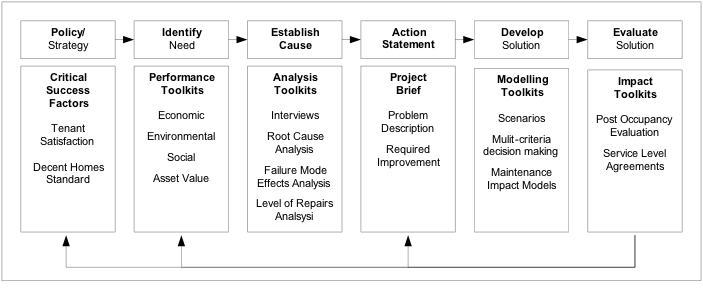 Policy/
Strategy
Identify
Need
Establish
Cause
Action
Statement
Develop
Solution
Evaluate
Solution
Critical
Success
Factors
Tenant
Satisfaction
Decent Homes
Standard
Performance
Toolkits
Economic
Environmental
Social
Asset Value
Analysis
Toolkits
Interviews
Root Cause
Analysis
Failure Mode
Effects Analysis
Level of Repairs
Analysi
Project
Brief
Problem
Description
Required
Improvement
Modelling
Toolkits
Scenarios
Mulit-criteria
decision making
Maintenance
Impact Models
Impact
Toolkits
Post Occupancy
Evaluation
Service Level
Agreements